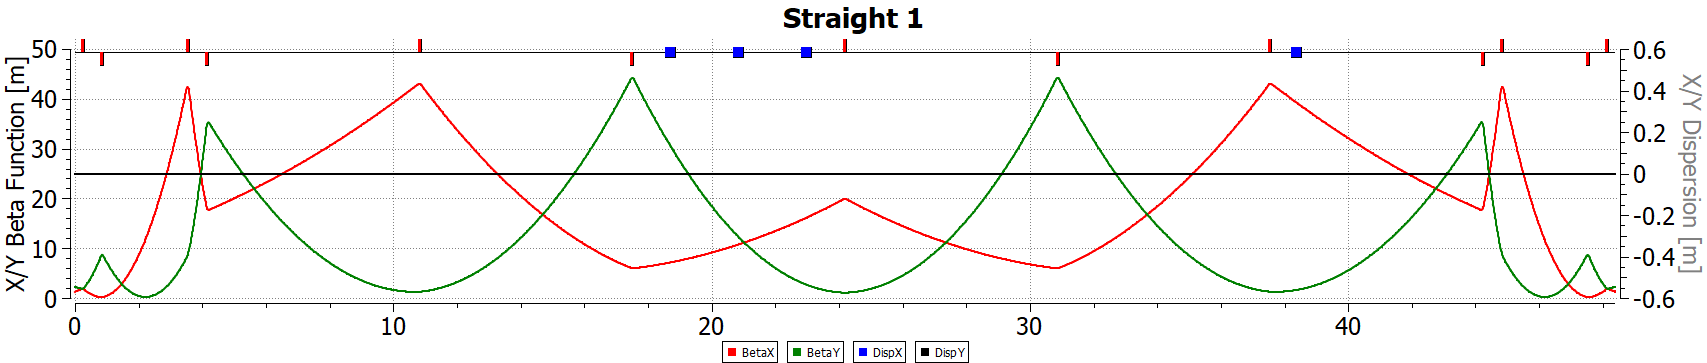 Straight 1
X/Y Beta Function [m]
50
40
30
20
10
0
0.6
0.4
0.2
0
-0.2
-0.4
-0.6
X/Y Dispersion [m]
0 10 20 30 40
BetaX BetaY DispX DispY